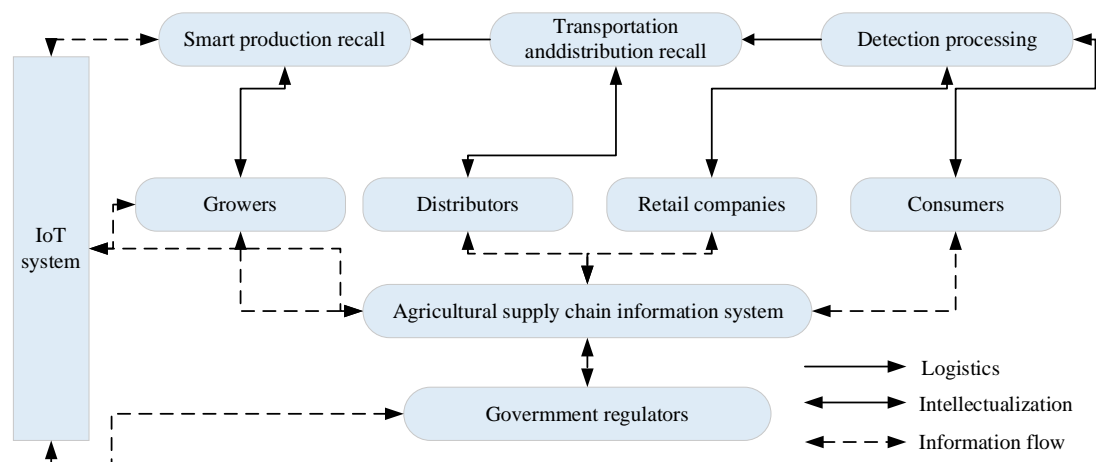 Smart production recall
Transportation
anddistribution recall
Detection processing
Growers
Distributors
Retail companies
Consumers
IoT
system
Agricultural supply chain information system
Govermment regulators
Logistics
Intellectualization
Information flow